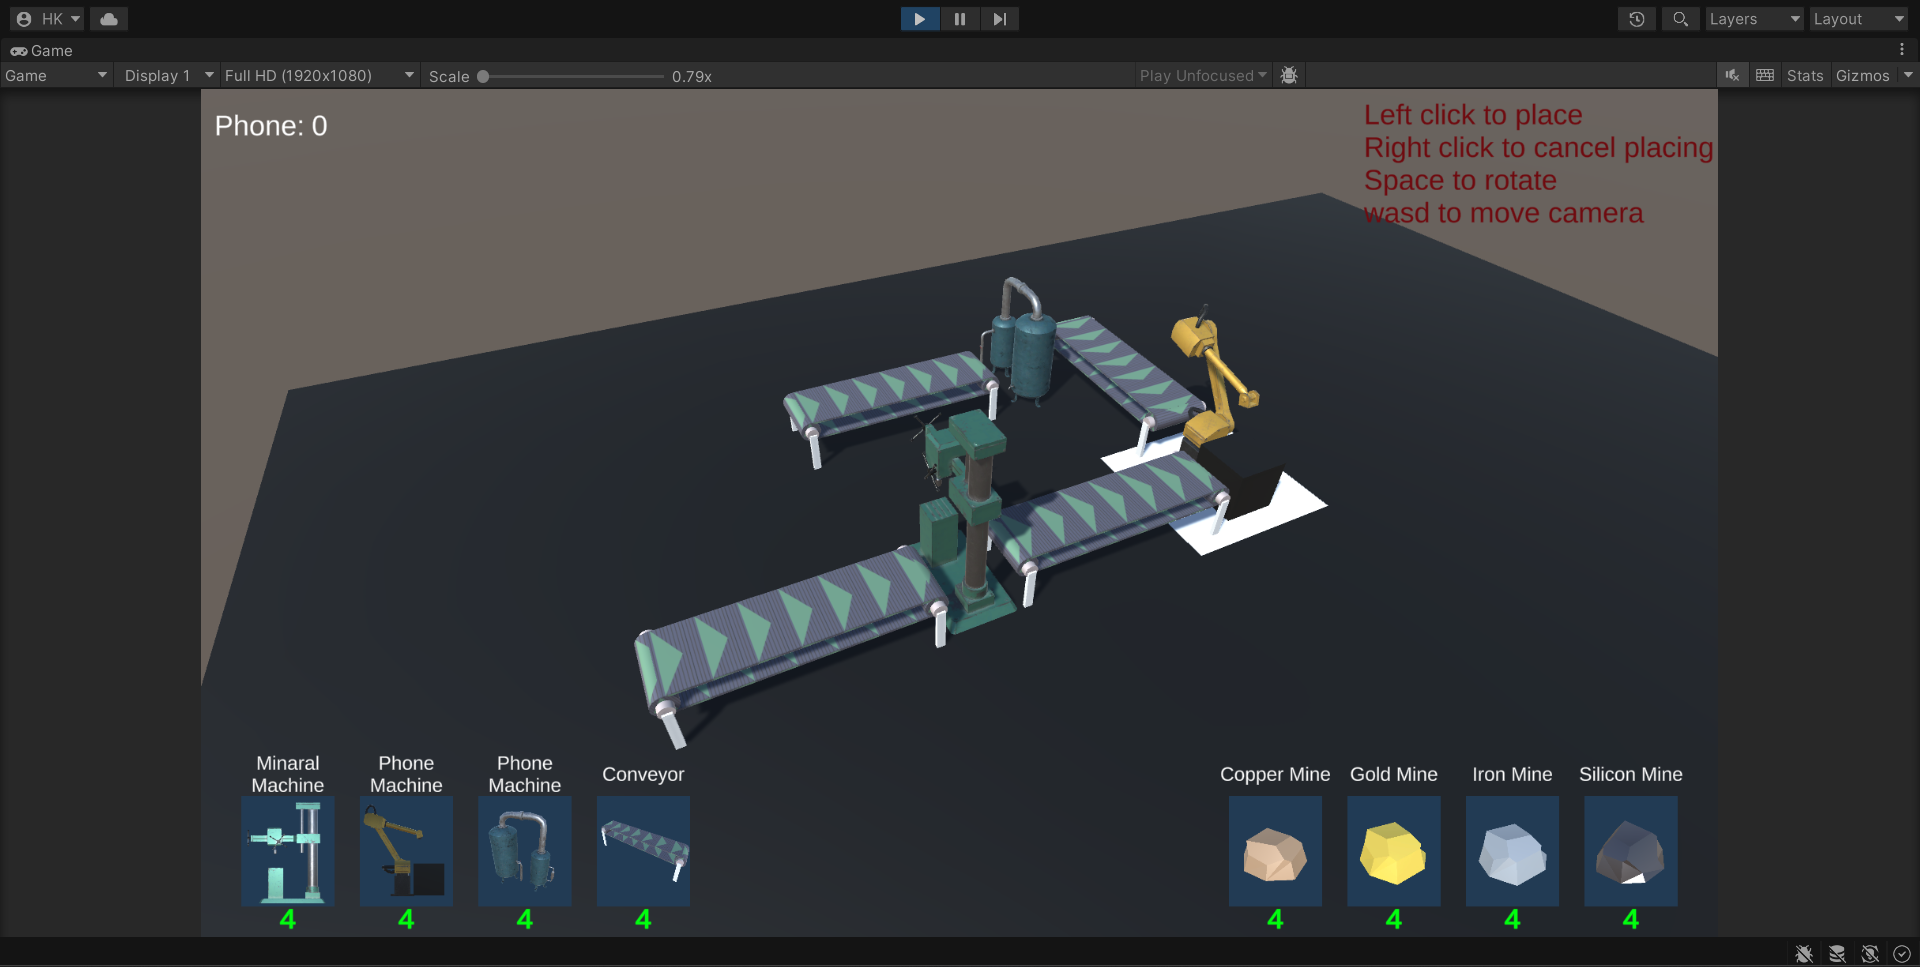 HK
Layers
Layout
Game
Game
Display 1
Full HD (1920x1080)
Scale
0.79x
Play Unfocused
Stats
Gizmos
Phone: 0
Left click to place
Right click to cancel placing
Space to rotate
wasd to move camera
Minaral
Machine
4
Phone
Machine
4
Phone
Machine
4
Conveyor
4
Copper Mine
4
Gold Mine
4
Iron Mine
4
Silicon Mine
4